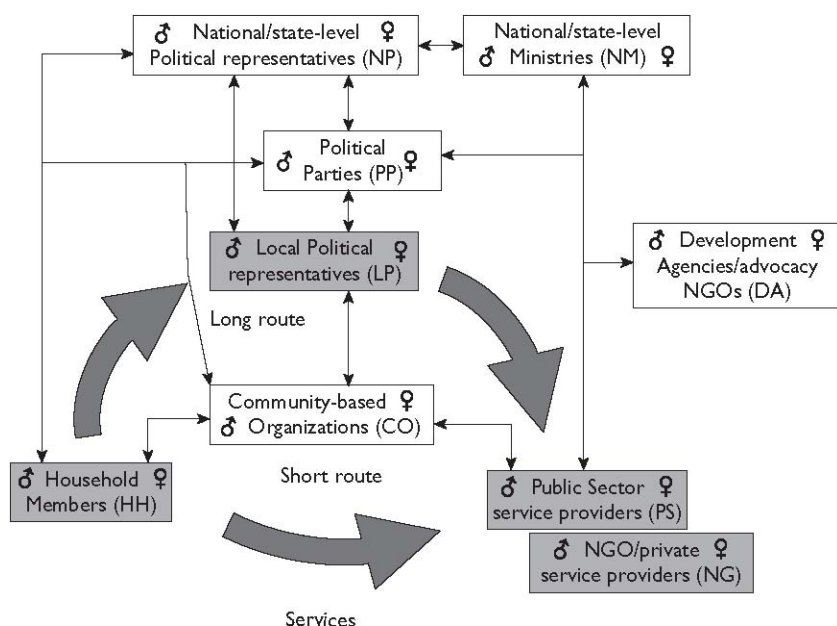 ♂ National/state-level ♀
Political representatives (NP)
National/state-level
♂ Ministries (NM) ♀
♂ Political ♀
Parties (PP)
♂ Local Political ♀
representatives (LP)
♂ Development ♀
Agencies/advocacy
NGOs (DA)
Long route
Community-based ♀
♂ Organizations (CO)
Short route
♂ Household ♀
Members (HH)
♂ Public Sector ♀
service providers (PS)
♂ NGO/private ♀
service providers (NG)
Services